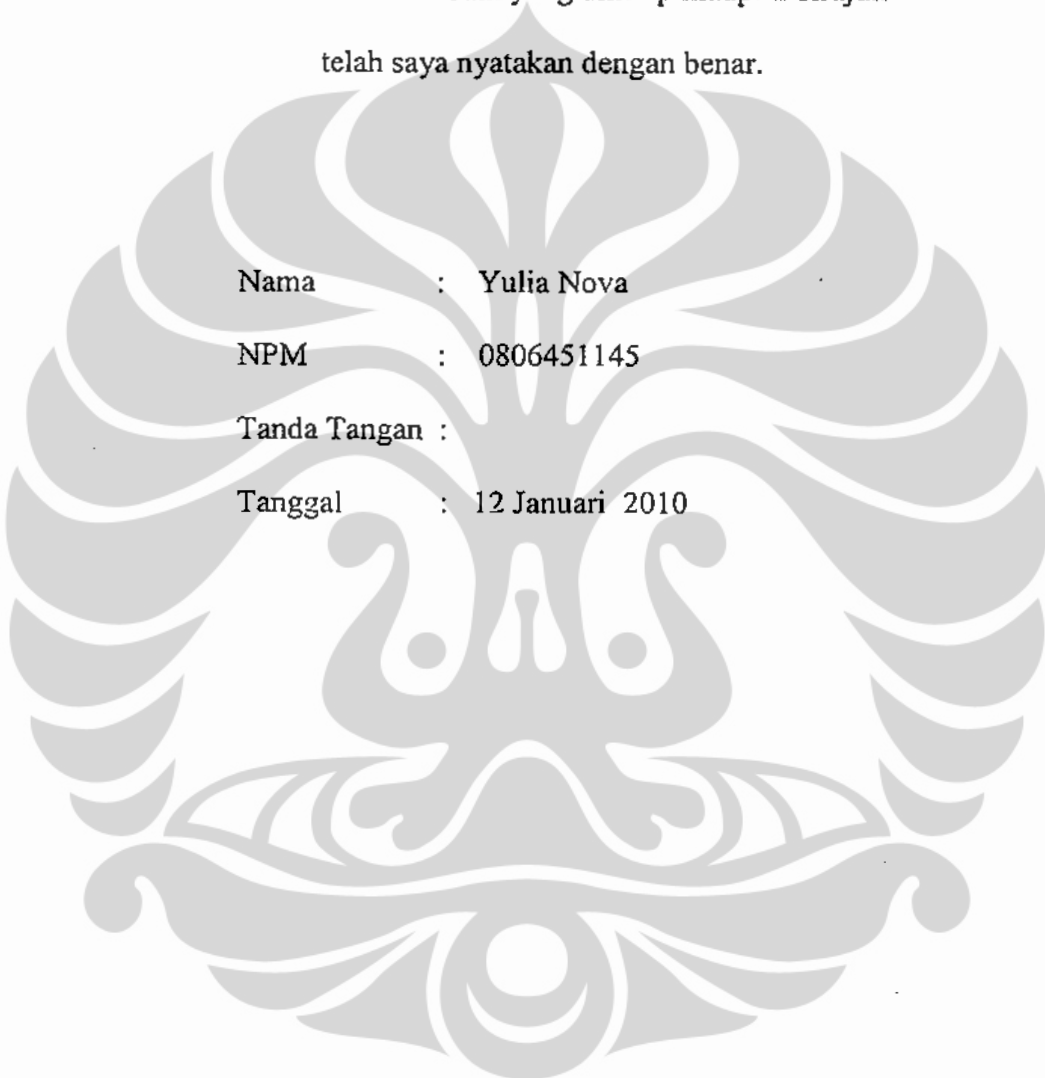 telah saya nyatakan dengan benar.
Nama : Yulia Nova
NPM : 0806451145
Tanda Tangan :
Tanggal : 12 Januari 2010